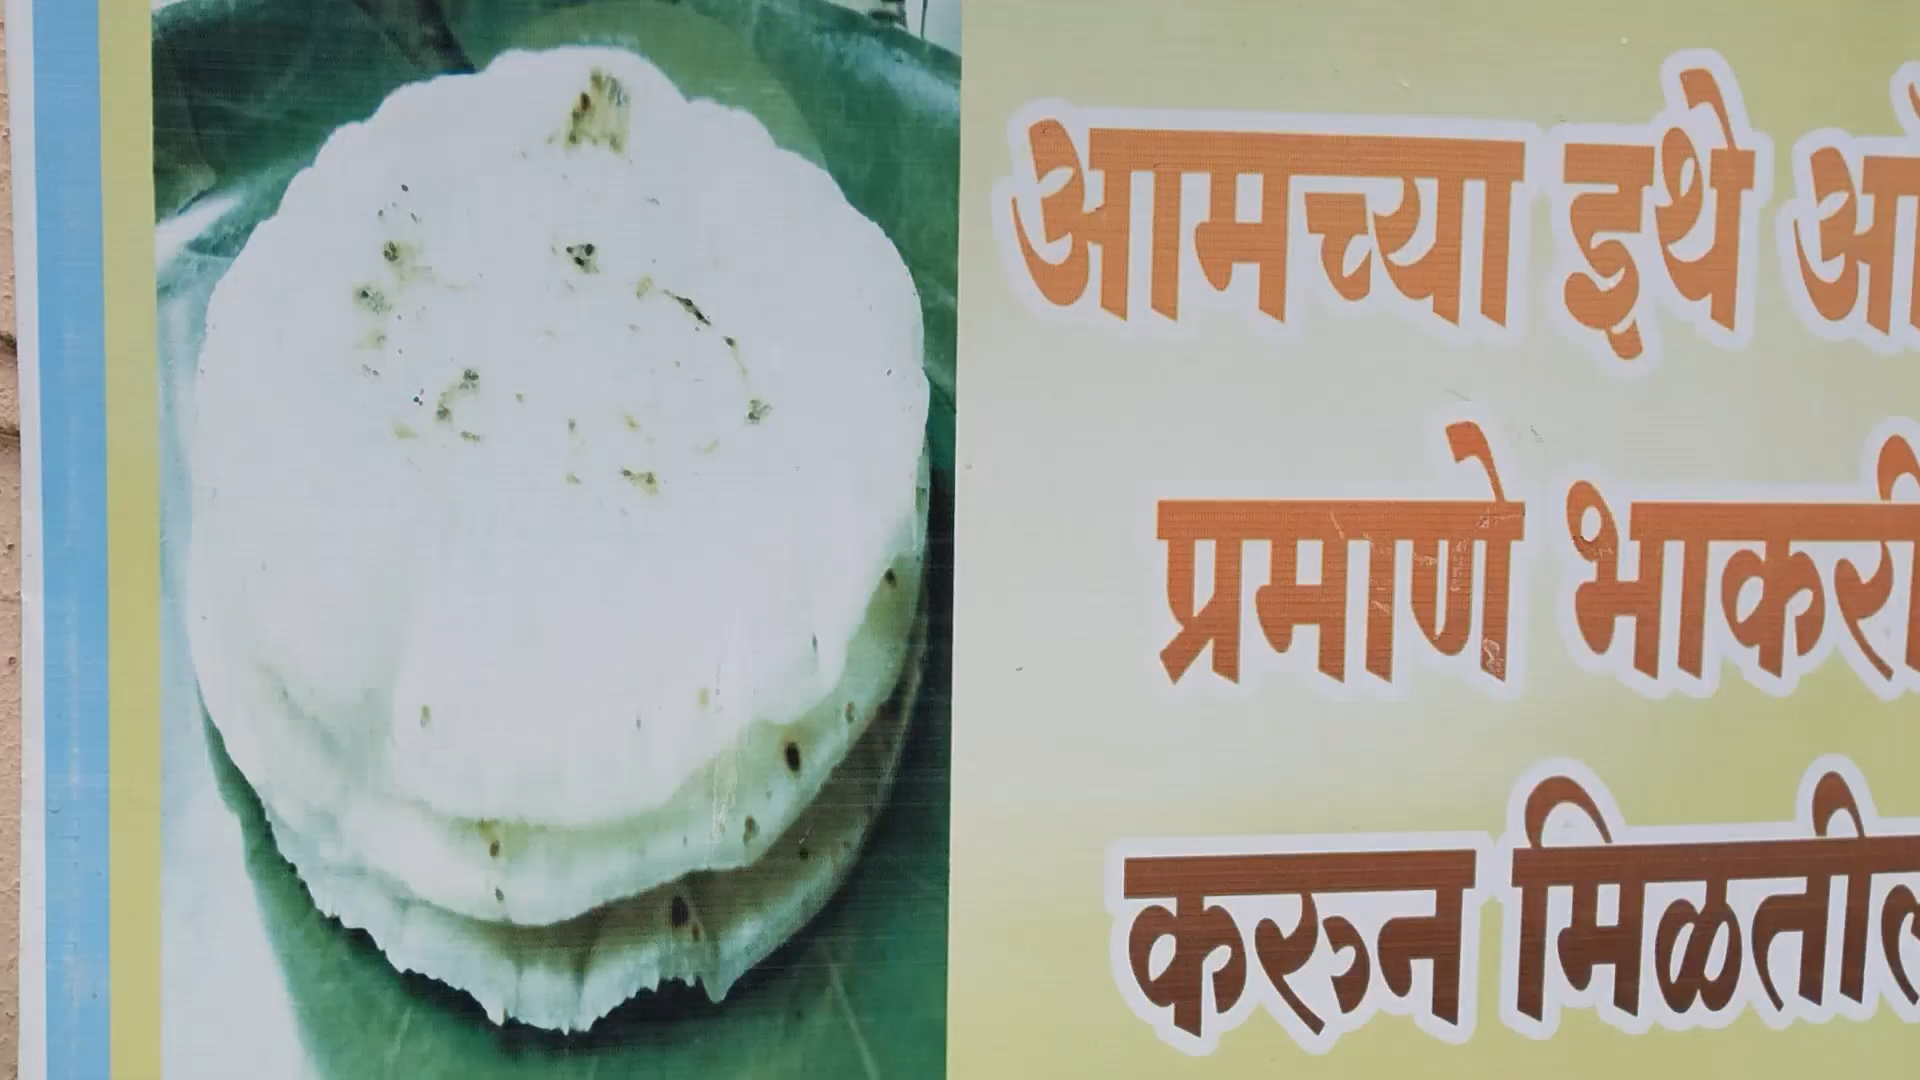 आमच्या इथे
प्रमाणे भाकरी
करुन मिळतील